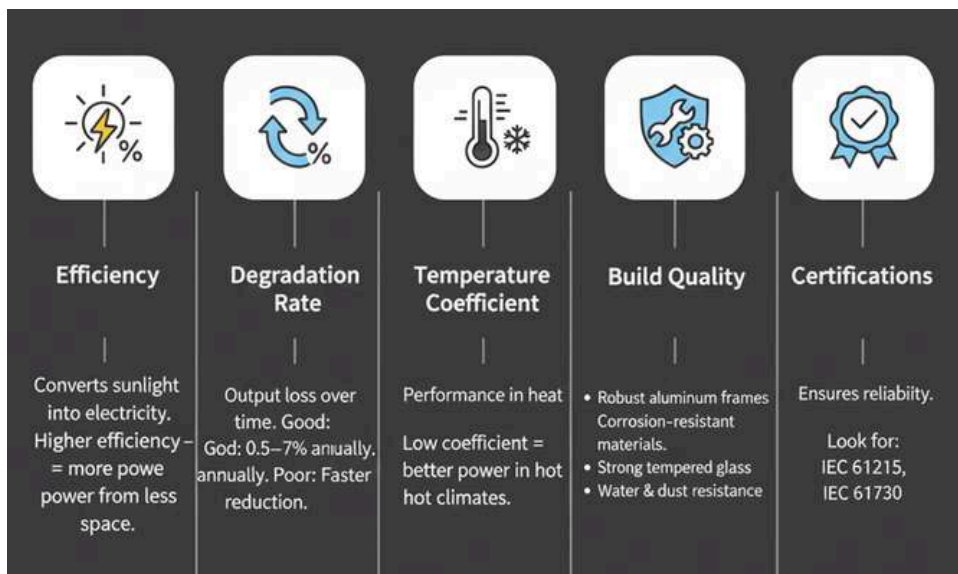 %
%
Efficiency
Converts sunlight
into electricity.
Higher efficiency –
= more powe
power from less
space.
Degradation
Rate
Output loss over
time. Good:
God: 0.5–7% anıually.
annually. Poor: Faster
reduction.
Temperature
Coefficient
Performance in heat
Low coefficient =
better power in hot
hot climates.
Build Quality
• Robust aluminum frames
Corrosion-resistant
materials.
• Strong tempered glass
• Water & dust resistance
Certifications
Ensures reliabiity.
Look for:
IEC 61215,
IEC 61730